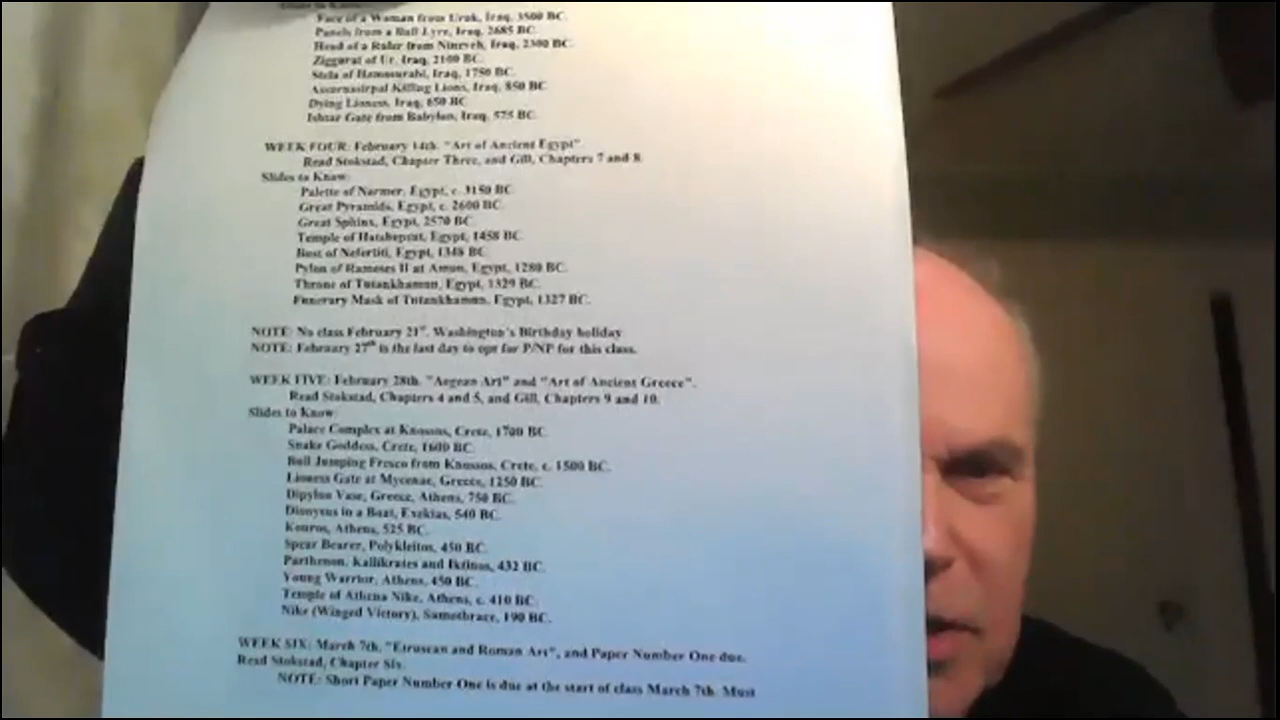 Slides to Know:
Face of a Woman from Uruk, Iraq, 3500 BC.
Panels from a Bull Lyre, Iraq, 2685 BC.
Head of a Ruler from Nineveh, Iraq, 2300 BC.
Ziggurat of Ur, Iraq, 2100 BC.
Stela of Hammurabi, Iraq, 1750 BC.
Assurnasirpal Killing Lions, Iraq, 850 BC.
Dying Lioness, Iraq, 650 BC.
Ishtar Gate from Babylon, Iraq, 575 BC.
WEEK FOUR: February 14th. "Art of Ancient Egypt".
Read Stokstad, Chapter Three, and Gill, Chapters 7 and 8.
Slides to Know:
Palette of Narmer, Egypt, c. 3150 BC.
Great Pyramids, Egypt, c. 2600 BC.
Great Sphinx, Egypt, 2570 BC.
Temple of Hatshepsut, Egypt, 1458 BC.
Bust of Nefertiti, Egypt, 1348 BC.
Pylon of Rameses II at Amun, Egypt, 1280 BC.
Throne of Tutankhamun, Egypt, 1329 BC.
Funerary Mask of Tutankhamun, Egypt, 1327 BC.
NOTE: No class February 21st. Washington's Birthday holiday
NOTE: February 27th is the last day to opt for P/NP for this class.
WEEK FIVE: February 28th. "Aegean Art" and "Art of Ancient Greece".
Read Stokstad, Chapters 4 and 5, and Gill, Chapters 9 and 10.
Slides to Know:
Palace Complex at Knossos, Crete, 1700 BC.
Snake Goddess, Crete, 1600 BC.
Bull Jumping Fresco from Knossos, Crete, c. 1500 BC.
Lioness Gate at Mycenae, Greece, 1250 BC.
Dipylon Vase, Greece, Athens, 750 BC.
Dionysus in a Boat, Exekias, 540 BC.
Kouros, Athens, 525 BC.
Spear Bearer, Polykleitos, 450 BC.
Parthenon, Kallikrates and Iktinos, 432 BC.
Young Warrior, Athens, 450 BC.
Temple of Athena Nike, Athens, c. 410 BC.
Nike (Winged Victory), Samothrace, 190 BC.
WEEK SIX: March 7th. "Etruscan and Roman Art", and Paper Number One due.
Read Stokstad, Chapter Six.
NOTE: Short Paper Number One is due at the start of class March 7th. Must